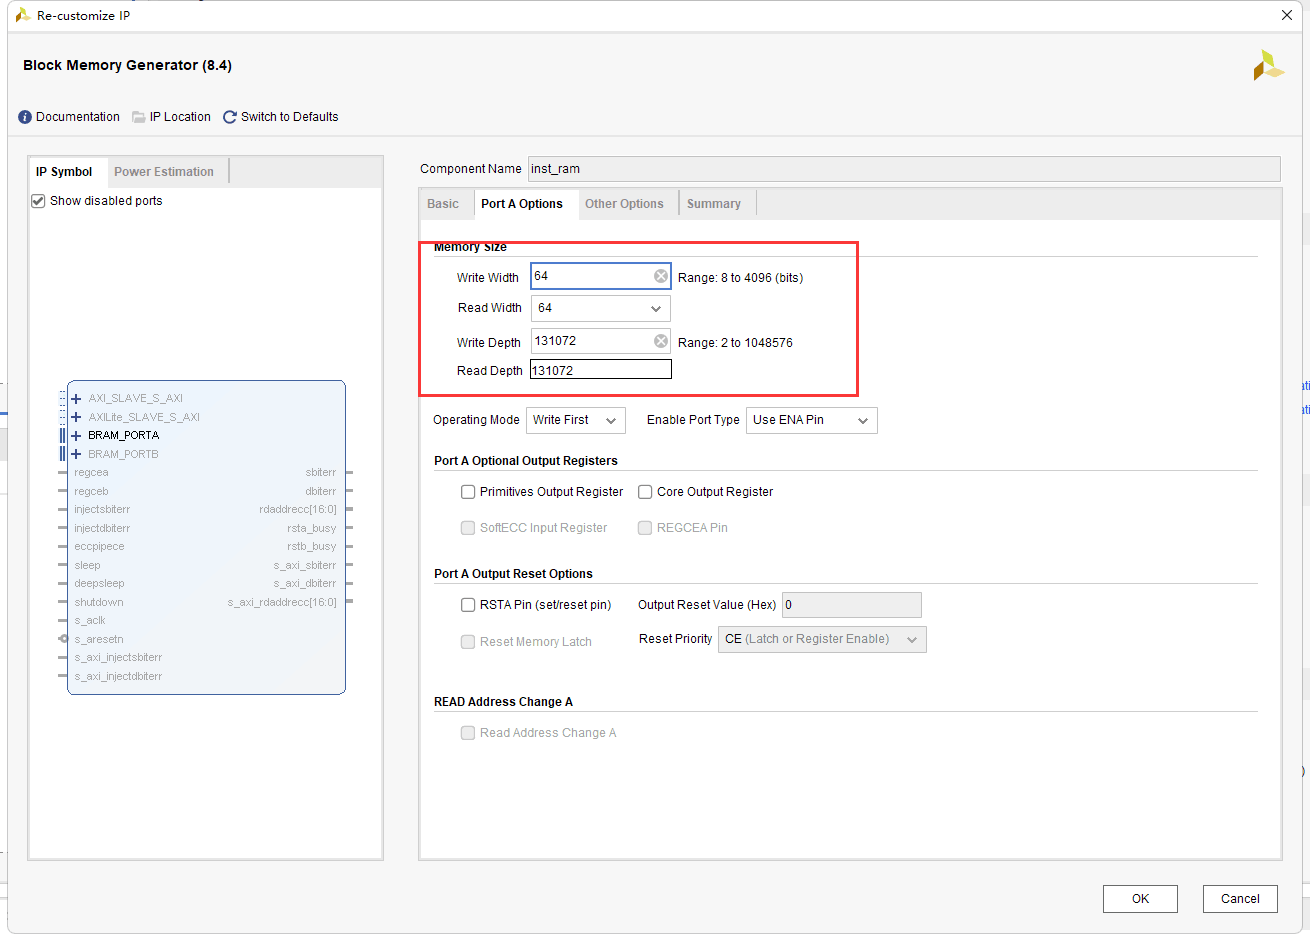 Re-customize IP
Block Memory Generator (8.4)
Documentation IP Location Switch to Defaults
IP Symbol Power Estimation
Show disabled ports
AXI_SLAVE_S_AXI
AXILite_SLAVE_S_AXI
BRAM_PORTA
BRAM_PORTB
regcea sbiterr
regceb dbiterr
injectsbiterr rdaddrecc[16:0]
injectdbiterr rsta_busy
eccpipece rstb_busy
sleep s_axi_sbiterr
deepsleep s_axi_dbiterr
shutdown s_axi_rdaddrecc[16:0]
s_aclk
s_aresetn
s_axi_injectsbiterr
s_axi_injectdbiterr
Component Name inst_ram
Basic Port A Options Other Options Summary
Memory Size
Write Width 64 Range: 8 to 4096 (bits)
Read Width 64
Write Depth 131072 Range: 2 to 1048576
Read Depth 131072
Operating Mode Write First Enable Port Type Use ENA Pin
Port A Optional Output Registers
Primitives Output Register Core Output Register
SoftECC Input Register REGCEA Pin
Port A Output Reset Options
RSTA Pin (set/reset pin) Output Reset Value (Hex) 0
Reset Memory Latch Reset Priority CE (Latch or Register Enable)
READ Address Change A
Read Address Change A
OK Cancel